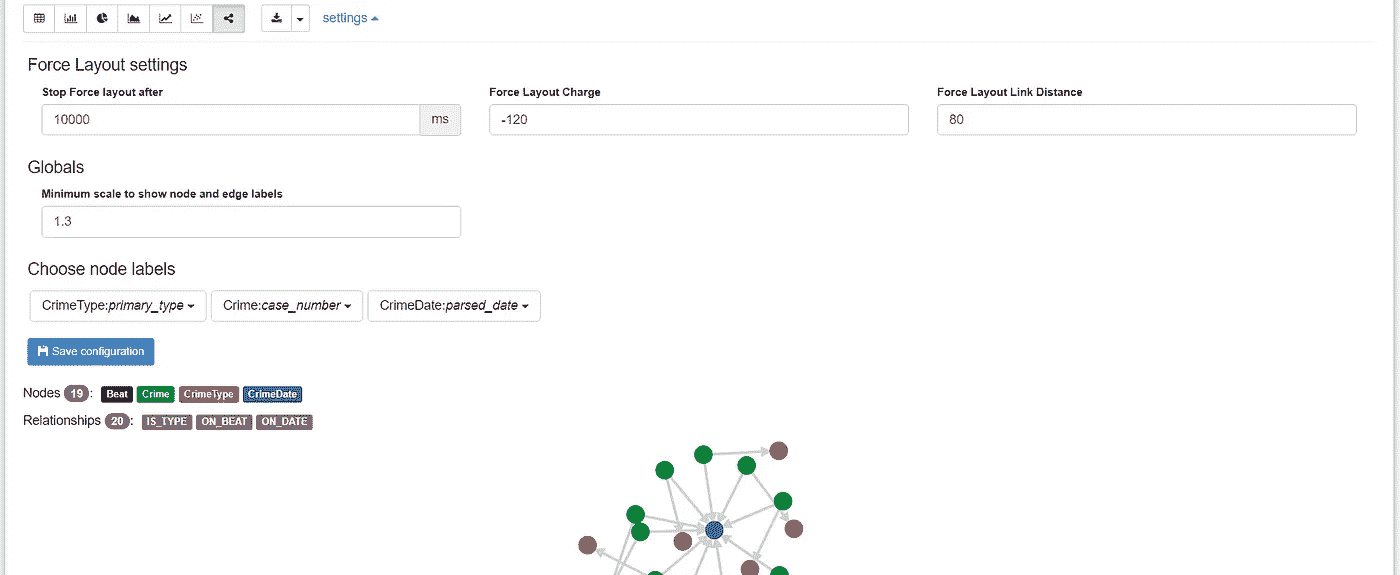 settings
Force Layout settings
Stop Force layout after Force Layout Charge Force Layout Link Distance
10000 ms -120 80
Globals
Minimum scale to show node and edge labels
1.3
Choose node labels
CrimeType:primary_type Crime:case_number CrimeDate:parsed_date
Save configuration
Nodes 19 : Beat Crime CrimeType CrimeDate
Relationships 20 : IS_TYPE ON_BEAT ON_DATE